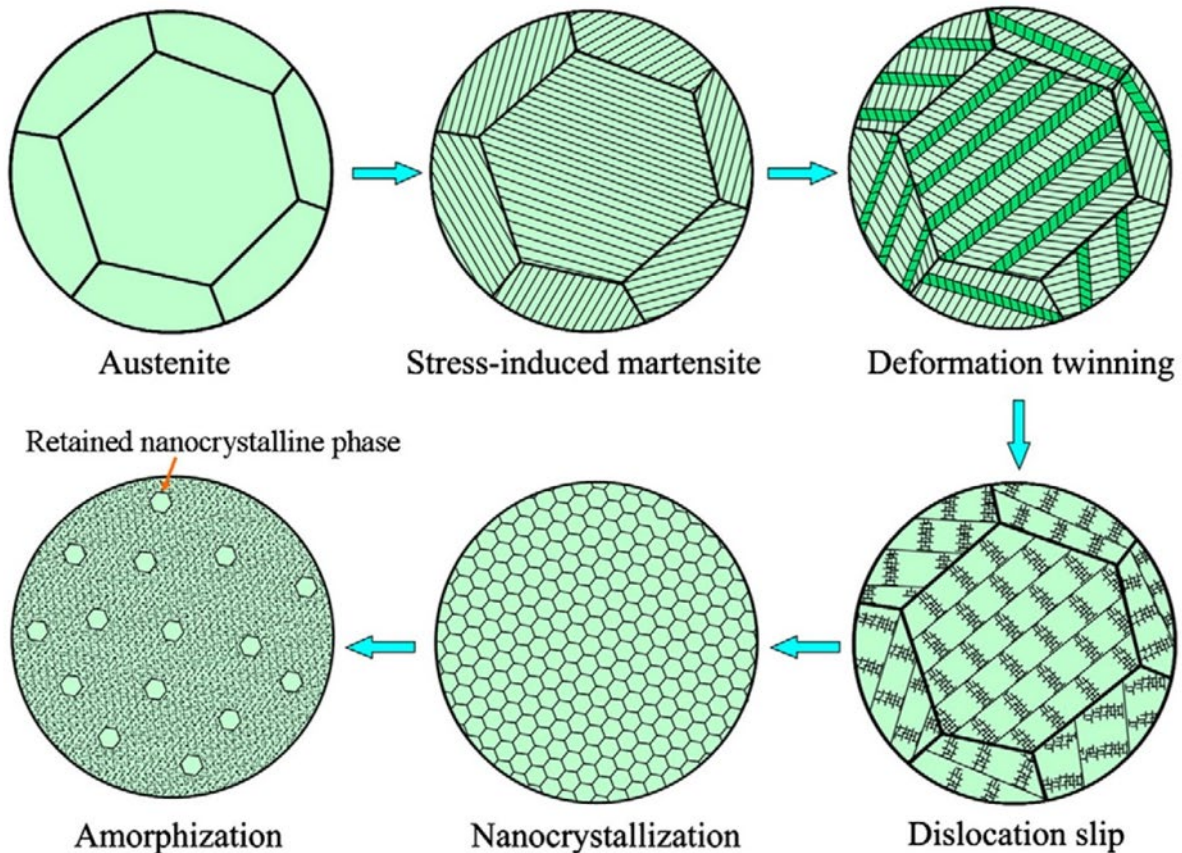 Austenite
Stress-induced martensite
Deformation twinning
Retained nanocrystalline phase
Amorphization
Nanocrystallization
Dislocation slip